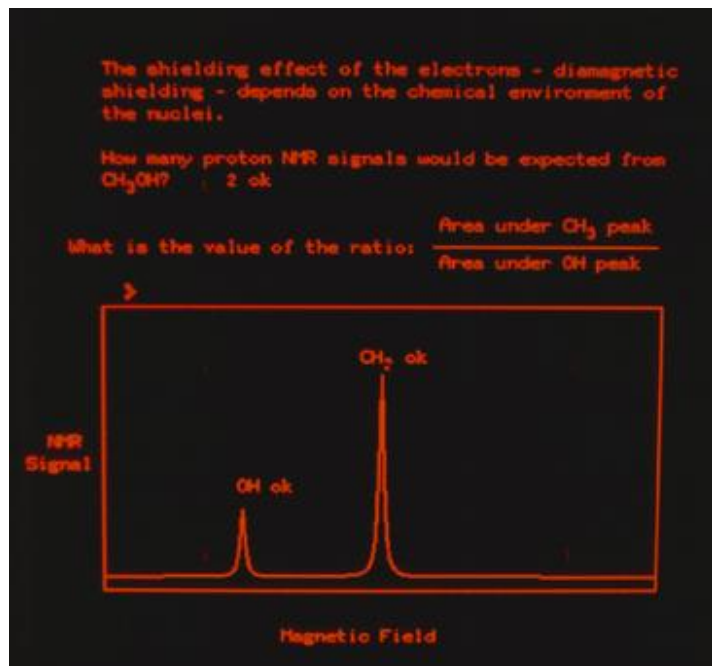 The shielding effect of the electrons - diamagnetic
shielding - depends on the chemical environment of
the nuclei.
How many proton NMR signals would be expected from
CH₃OH? 2 ok
What is the value of the ratio: Area under CH₃ peak
Area under OH peak
>
CH₃ ok
NMR
Signal
OH ok
Magnetic Field